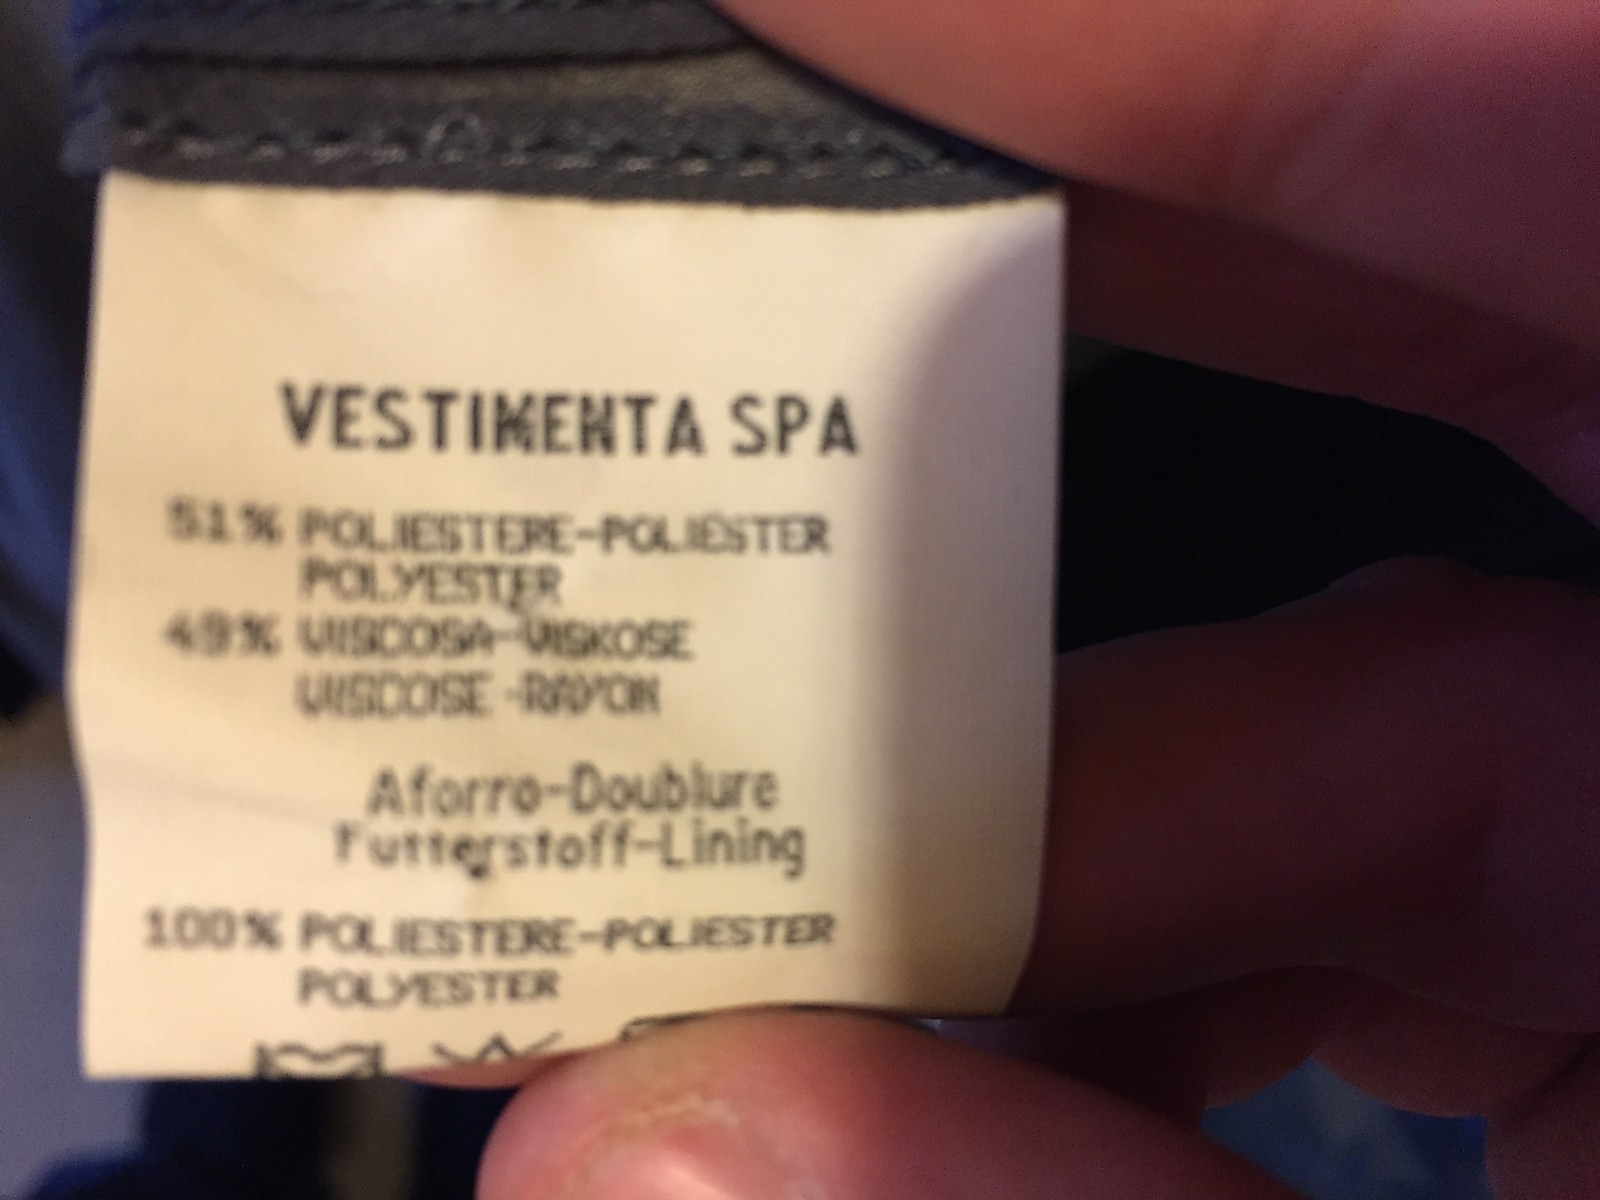 VESTIMENTA SPA
51% POLIESTERE-POLIESTER
POLYESTER
49% VISCOSA-VISKOSE
VISCOSE-RAYON
Aforro-Doublure
Futterstoff-Lining
100% POLIESTERE-POLIESTER
POLYESTER